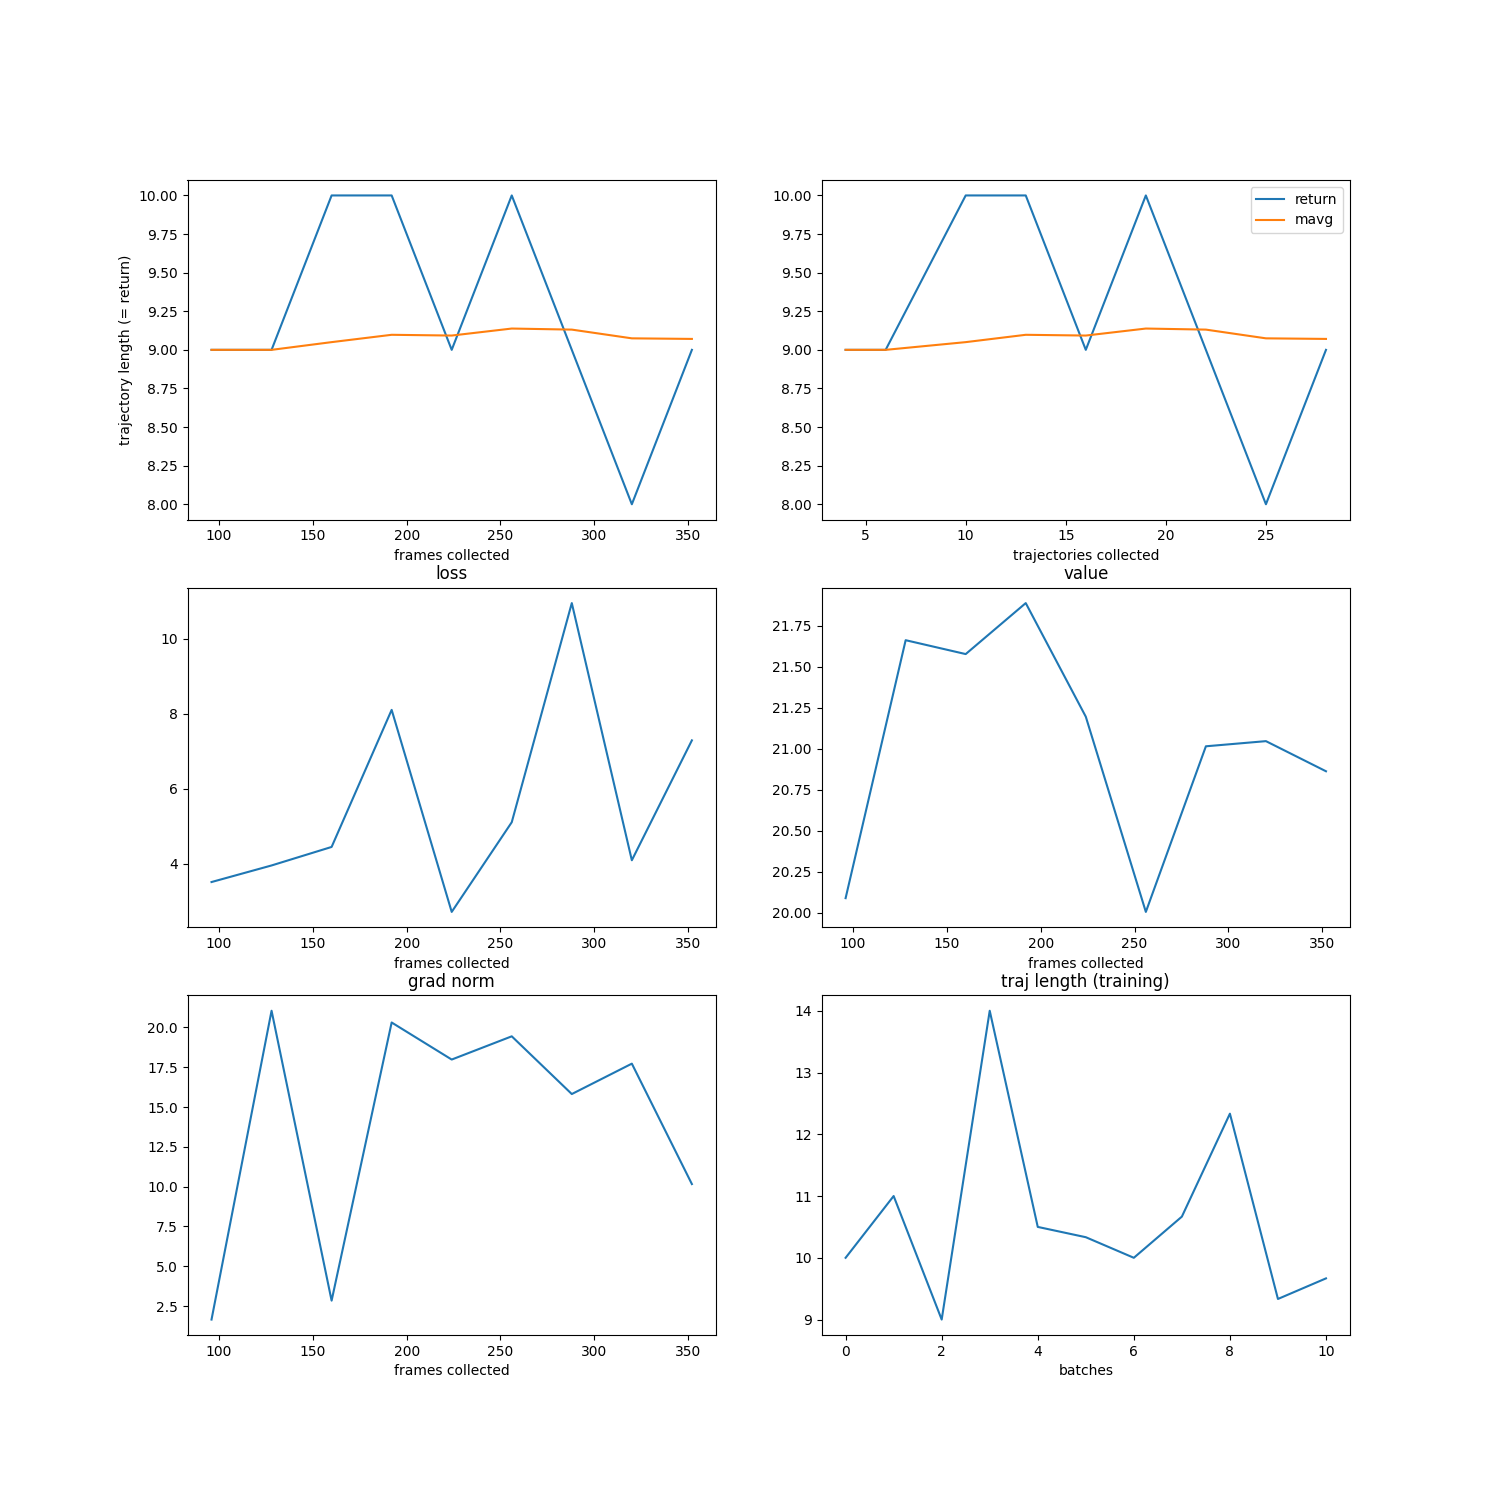 10.00
9.75
9.50
9.25
9.00
8.75
8.50
8.25
8.00
trajectory length (= return)
100 150 200 250 300 350
frames collected
10.00
9.75
9.50
9.25
9.00
8.75
8.50
8.25
8.00
return
mavg
5 10 15 20 25
trajectories collected
loss
10
8
6
4
100 150 200 250 300 350
frames collected
value
21.75
21.50
21.25
21.00
20.75
20.50
20.25
20.00
100 150 200 250 300 350
frames collected
grad norm
20.0
17.5
15.0
12.5
10.0
7.5
5.0
2.5
100 150 200 250 300 350
frames collected
traj length (training)
14
13
12
11
10
9
0 2 4 6 8 10
batches